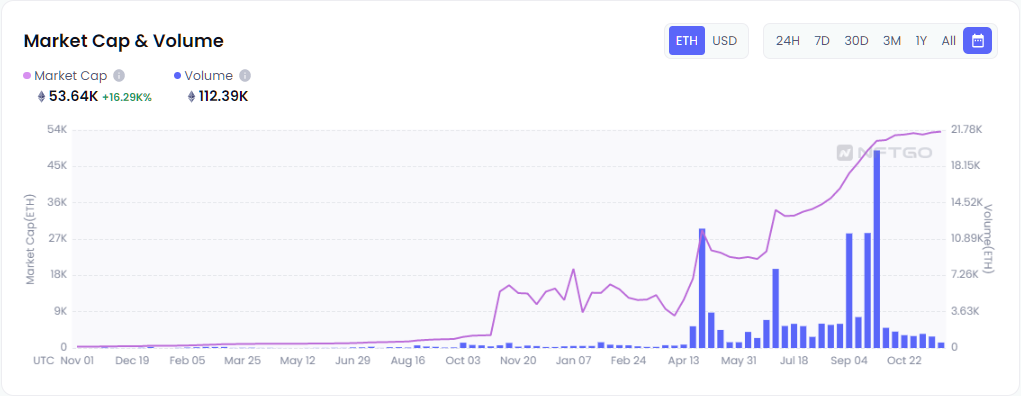 Market Cap & Volume
ETH USD
24H 7D 30D 3M 1Y All
Market Cap
53.64K +16.29K%
Volume
112.39K
54K
45K
36K
27K
18K
9K
0
Market Cap(ETH)
21.78K
18.15K
14.52K
10.89K
7.26K
3.63K
0
Volume(ETH)
NFTGO
UTC Nov 01 Dec 19 Feb 05 Mar 25 May 12 Jun 29 Aug 16 Oct 03 Nov 20 Jan 07 Feb 24 Apr 13 May 31 Jul 18 Sep 04 Oct 22